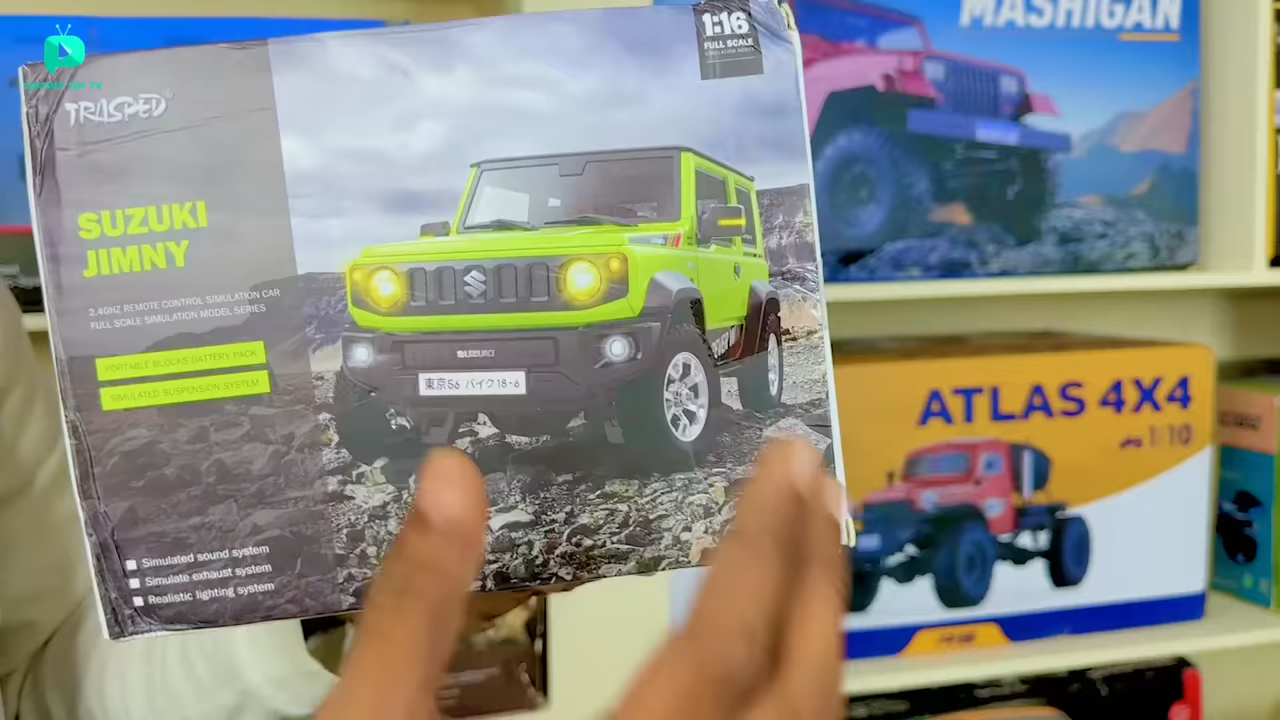 TRASPED
1:16
FULL SCALE
SIMULATION MODEL
SUZUKI
JIMNY
2.4GHZ REMOTE CONTROL SIMULATION CAR
FULL SCALE SIMULATION MODEL SERIES
PORTABLE BLOCKS BATTERY PACK
SIMULATED SUSPENSION SYSTEM
SUZUKI
東京56 バイク18-6
Simulated sound system
Simulate exhaust system
Realistic lighting system
MASHIGAN
ATLAS 4X4
1:10